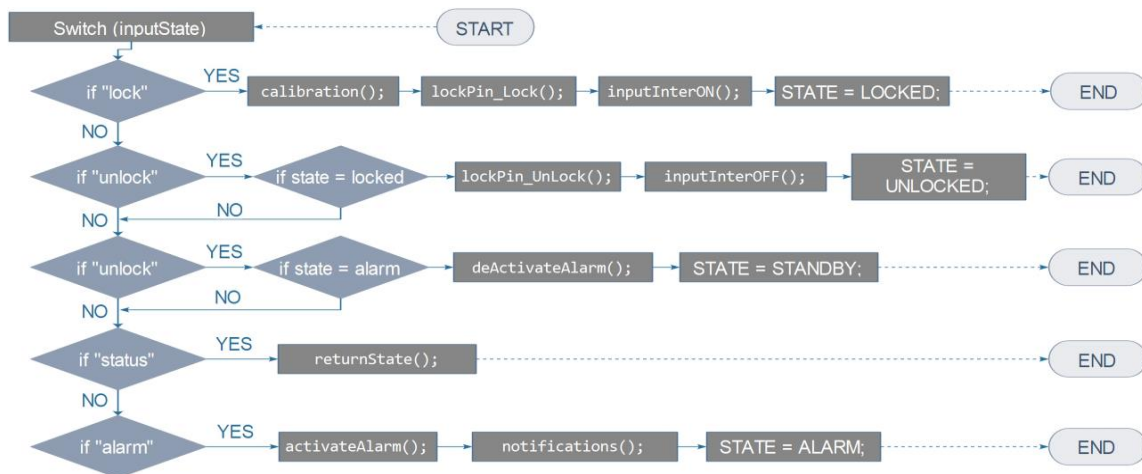 Switch (inputState)
START
if "lock"
YES
calibration();
lockPin_Lock();
inputInterON();
STATE = LOCKED;
END
NO
if "unlock"
YES
if state = locked
lockPin_UnLock();
inputInterOFF();
STATE =
UNLOCKED;
END
NO
NO
if "unlock"
YES
if state = alarm
deActivateAlarm();
STATE = STANDBY;
END
NO
NO
if "status"
YES
returnState();
END
NO
if "alarm"
YES
activateAlarm();
notifications();
STATE = ALARM;
END